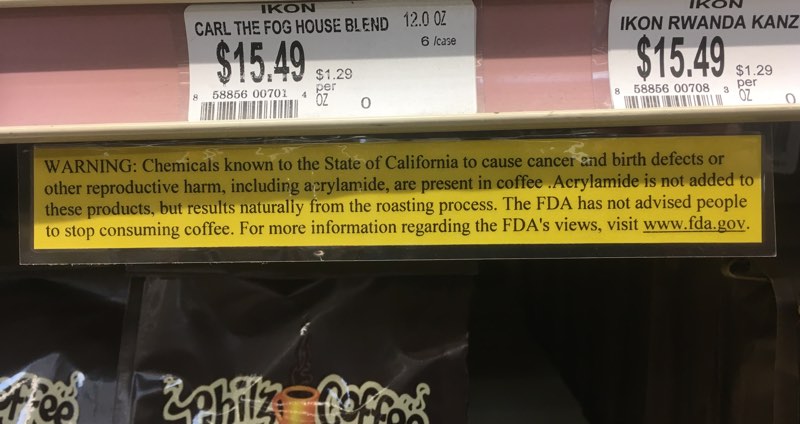 IKON
CARL THE FOG HOUSE BLEND 12.0 OZ
6 /case
$15.49
$1.29
per
OZ
0
8 58856 00701 4
IKON
IKON RWANDA KANZ
$15.49
$1.29
per
OZ
0
8 58856 00708 3
WARNING: Chemicals known to the State of California to cause cancer and birth defects or
other reproductive harm, including acrylamide, are present in coffee .Acrylamide is not added to
these products, but results naturally from the roasting process. The FDA has not advised people
to stop consuming coffee. For more information regarding the FDA's views, visit www.fda.gov.
ffee
Philz Coffee